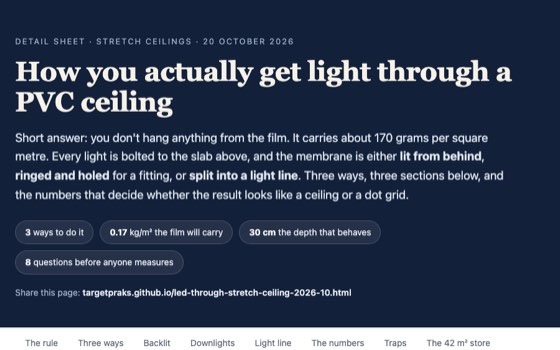 DETAIL SHEET · STRETCH CEILINGS · 20 OCTOBER 2026
How you actually get light through a
PVC ceiling
Short answer: you don't hang anything from the film. It carries about 170 grams per square
metre. Every light is bolted to the slab above, and the membrane is either lit from behind,
ringed and holed for a fitting, or split into a light line. Three ways, three sections below, and
the numbers that decide whether the result looks like a ceiling or a dot grid.
3 ways to do it
0.17 kg/m² the film will carry
30 cm the depth that behaves
8 questions before anyone measures
Share this page: targetpraks.github.io/led-through-stretch-ceiling-2026-10.html
The rule
Three ways
Backlit
Downlights
Light line
The numbers
Traps
The 42 m² store